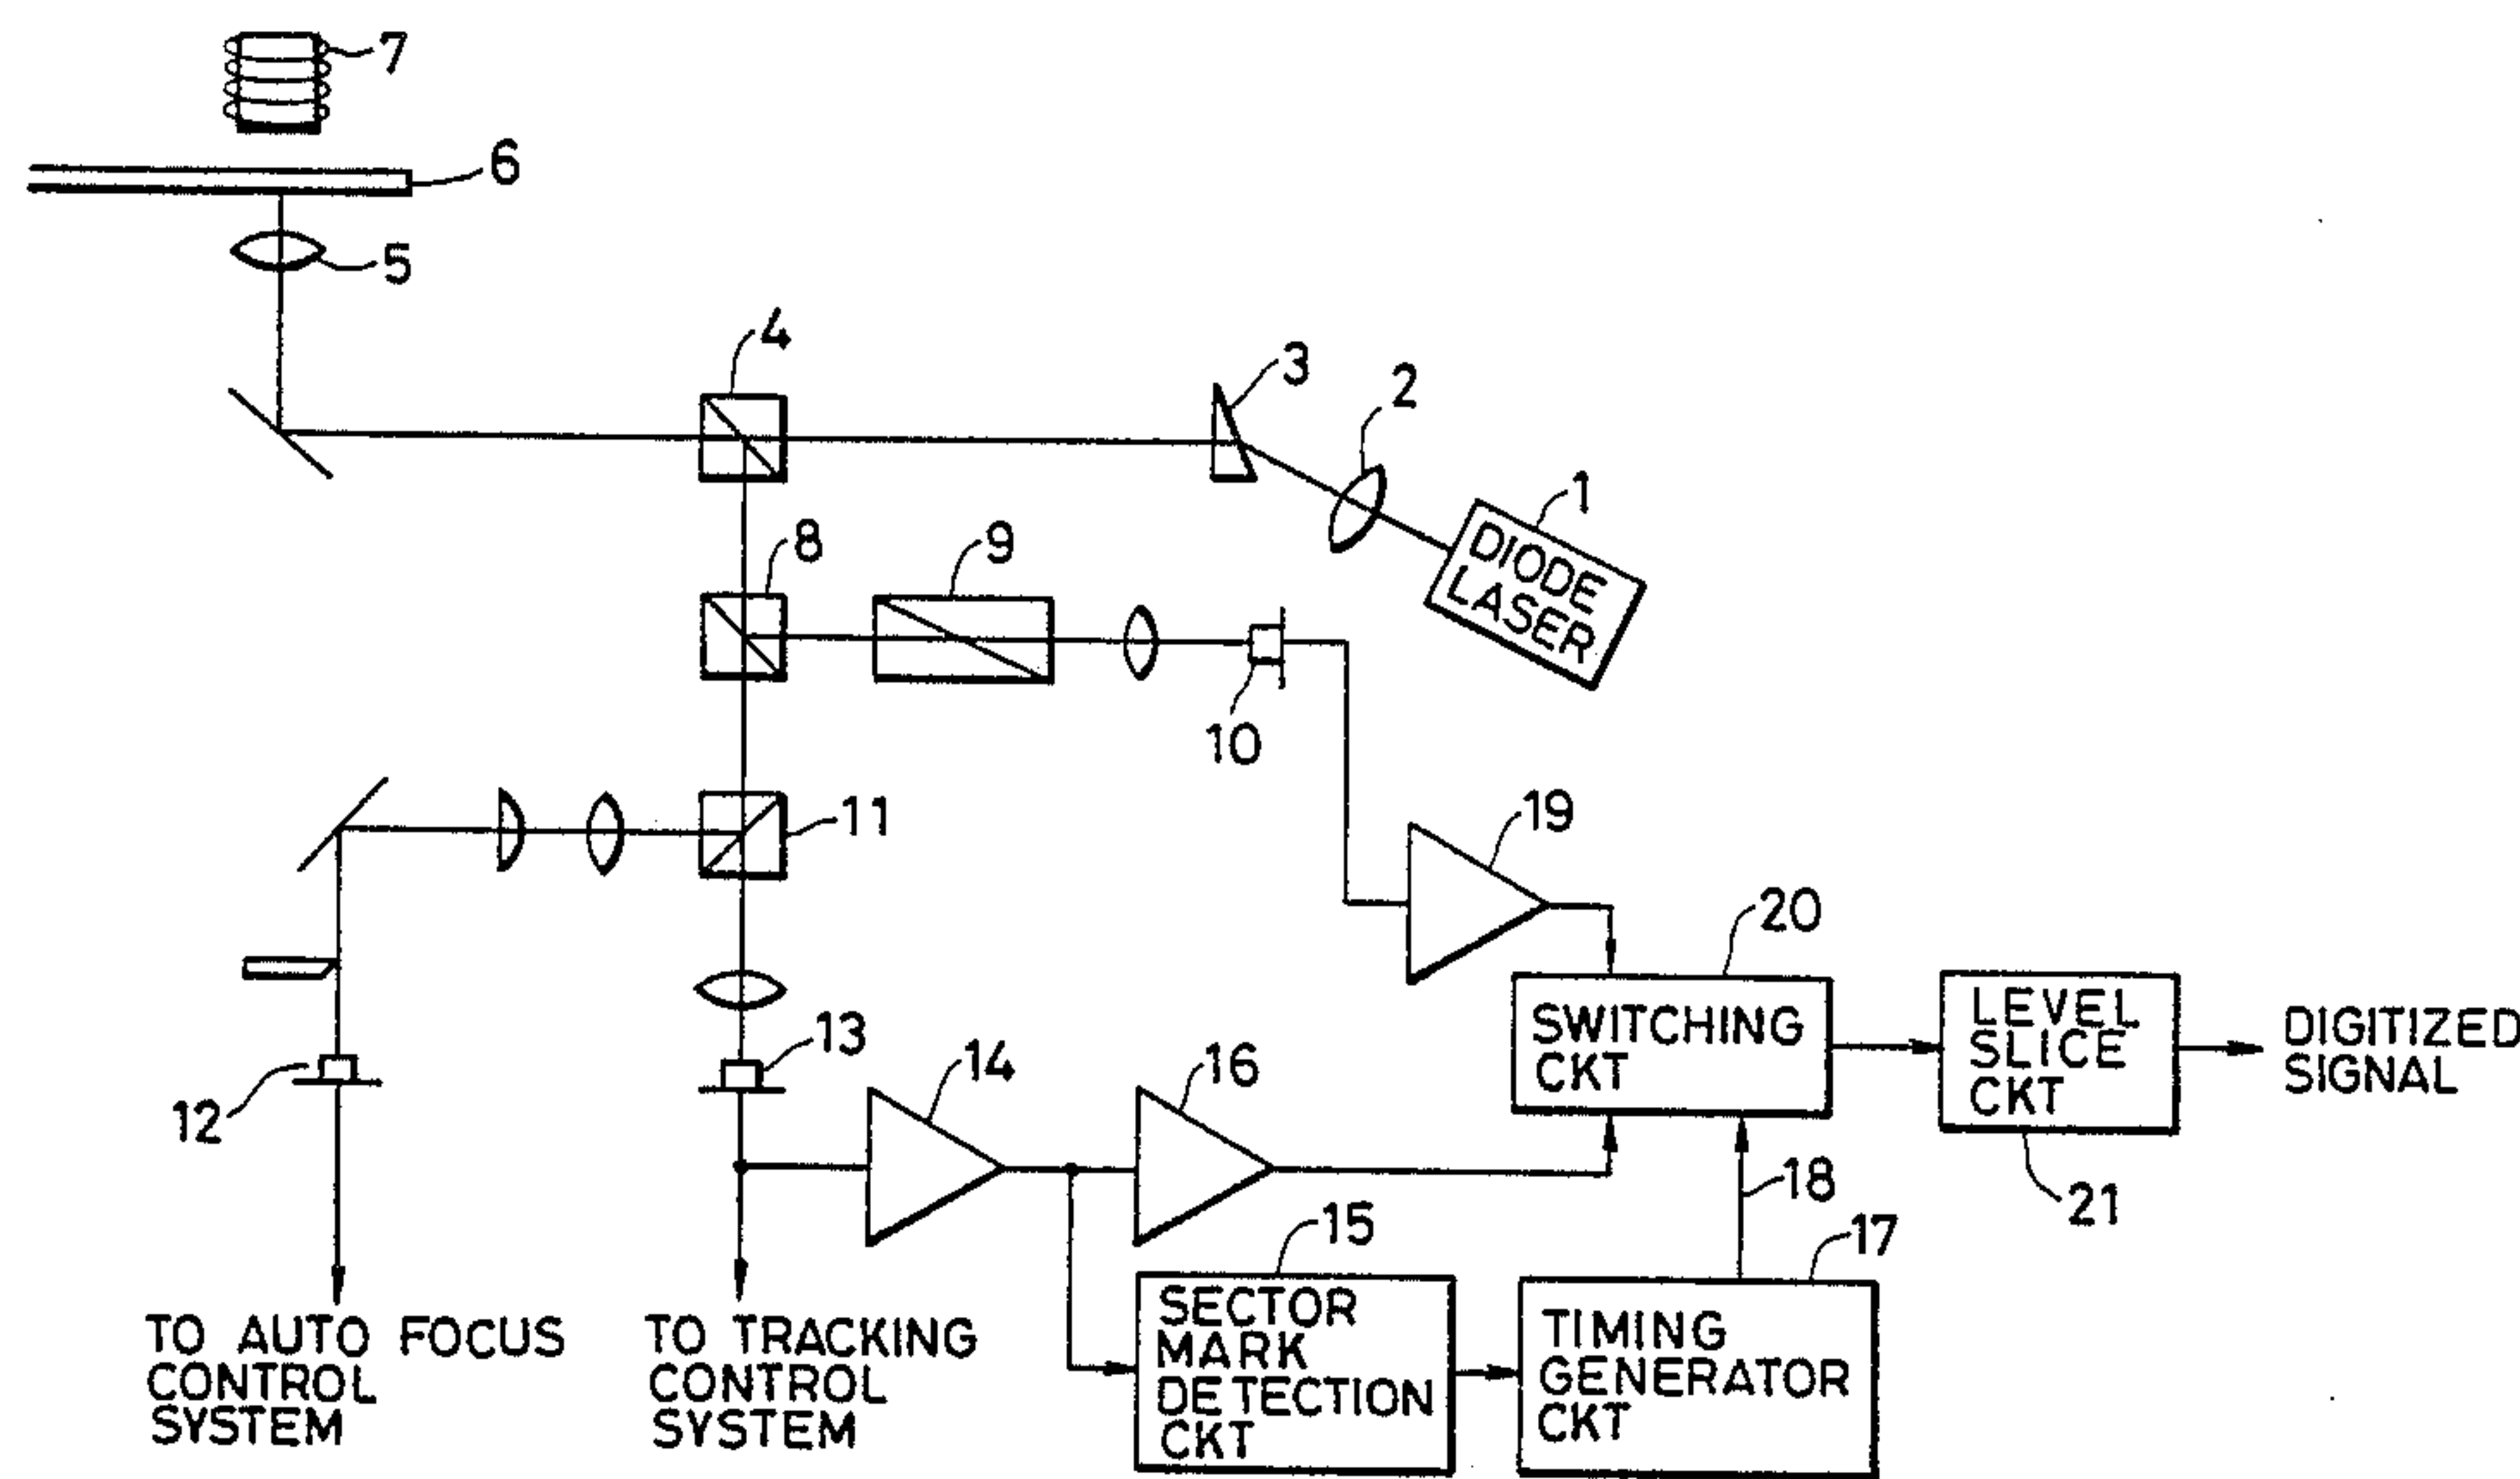 7
6
5
4
3
2
1
DIODE
LASER
8
9
10
11
19
20
SWITCHING
CKT
LEVEL
SLICE
CKT
DIGITIZED
SIGNAL
12
13
14
16
18
21
15
17
TO AUTO FOCUS
CONTROL
SYSTEM
TO TRACKING
CONTROL
SYSTEM
SECTOR
MARK
DETECTION
CKT
TIMING
GENERATOR
CKT